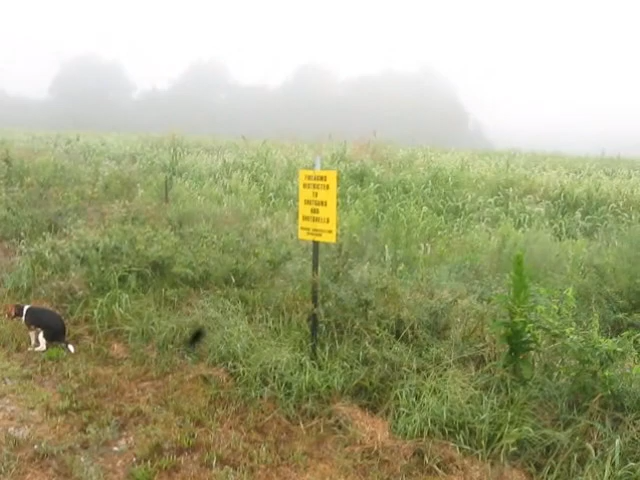 FIREARMS
RESTRICTED
TO
SHOTGUNS
AND
SHOTSHELLS